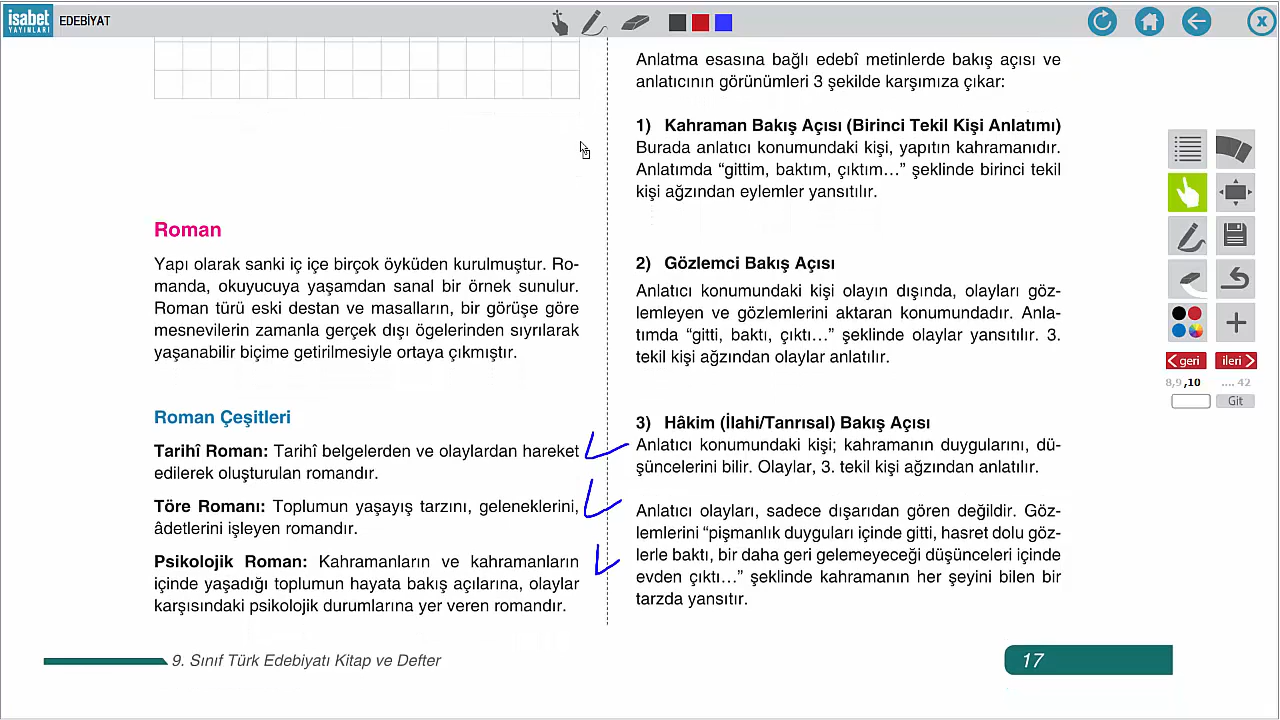 isabet
YAYINLARI
EDEBİYAT
X
Roman
Yapı olarak sanki iç içe birçok öyküden kurulmuştur. Ro-
manda, okuyucuya yaşamdan sanal bir örnek sunulur.
Roman türü eski destan ve masalların, bir görüşe göre
mesnevilerin zamanla gerçek dışı ögelerinden sıyrılarak
yaşanabilir biçime getirilmesiyle ortaya çıkmıştır.
Roman Çeşitleri
Tarihî Roman: Tarihî belgelerden ve olaylardan hareket
edilerek oluşturulan romandır.
Töre Romanı: Toplumun yaşayış tarzını, geleneklerini,
âdetlerini işleyen romandır.
Psikolojik Roman: Kahramanların ve kahramanların
içinde yaşadığı toplumun hayata bakış açılarına, olaylar
karşısındaki psikolojik durumlarına yer veren romandır.
Anlatma esasına bağlı edebî metinlerde bakış açısı ve
anlatıcının görünümleri 3 şekilde karşımıza çıkar:
1) Kahraman Bakış Açısı (Birinci Tekil Kişi Anlatımı)
Burada anlatıcı konumundaki kişi, yapıtın kahramanıdır.
Anlatımda “gittim, baktım, çıktım...” şeklinde birinci tekil
kişi ağzından eylemler yansıtılır.
2) Gözlemci Bakış Açısı
Anlatıcı konumundaki kişi olayın dışında, olayları göz-
lemleyen ve gözlemlerini aktaran konumundadır. Anla-
tımda “gitti, baktı, çıktı...” şeklinde olaylar yansıtılır. 3.
tekil kişi ağzından olaylar anlatılır.
3) Hâkim (İlahi/Tanrısal) Bakış Açısı
Anlatıcı konumundaki kişi; kahramanın duygularını, dü-
şüncelerini bilir. Olaylar, 3. tekil kişi ağzından anlatılır.
Anlatıcı olayları, sadece dışarıdan gören değildir. Göz-
lemlerini “pişmanlık duyguları içinde gitti, hasret dolu göz-
lerle baktı, bir daha geri gelemeyeceği düşünceleri içinde
evden çıktı...” şeklinde kahramanın her şeyini bilen bir
tarzda yansıtır.
geri ileri
8,9,10 .... 42
Git
9. Sınıf Türk Edebiyatı Kitap ve Defter
17